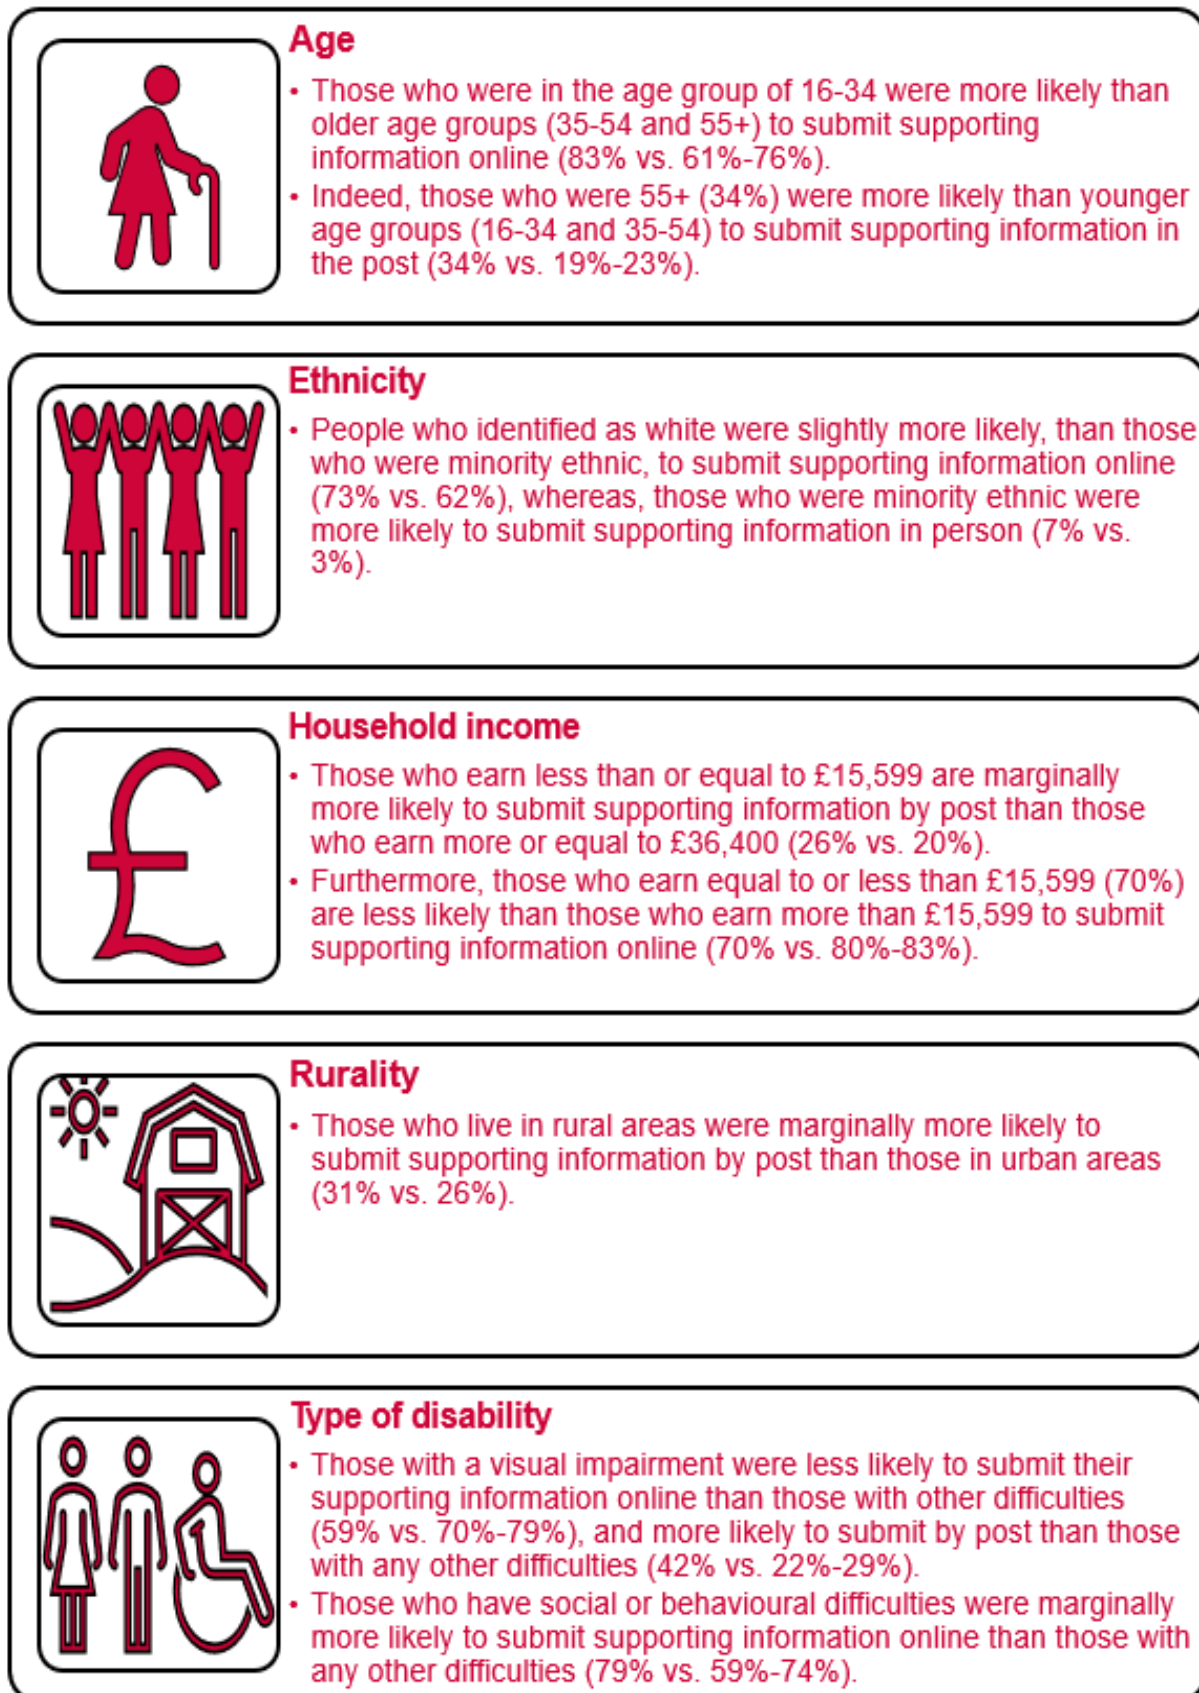 Age
• Those who were in the age group of 16-34 were more likely than
older age groups (35-54 and 55+) to submit supporting
information online (83% vs. 61%-76%).
• Indeed, those who were 55+ (34%) were more likely than younger
age groups (16-34 and 35-54) to submit supporting information in
the post (34% vs. 19%-23%).
Ethnicity
• People who identified as white were slightly more likely, than those
who were minority ethnic, to submit supporting information online
(73% vs. 62%), whereas, those who were minority ethnic were
more likely to submit supporting information in person (7% vs.
3%).
£
Household income
• Those who earn less than or equal to £15,599 are marginally
more likely to submit supporting information by post than those
who earn more or equal to £36,400 (26% vs. 20%).
• Furthermore, those who earn equal to or less than £15,599 (70%)
are less likely than those who earn more than £15,599 to submit
supporting information online (70% vs. 80%-83%).
Rurality
• Those who live in rural areas were marginally more likely to
submit supporting information by post than those in urban areas
(31% vs. 26%).
Type of disability
• Those with a visual impairment were less likely to submit their
supporting information online than those with other difficulties
(59% vs. 70%-79%), and more likely to submit by post than those
with any other difficulties (42% vs. 22%-29%).
• Those who have social or behavioural difficulties were marginally
more likely to submit supporting information online than those with
any other difficulties (79% vs. 59%-74%).